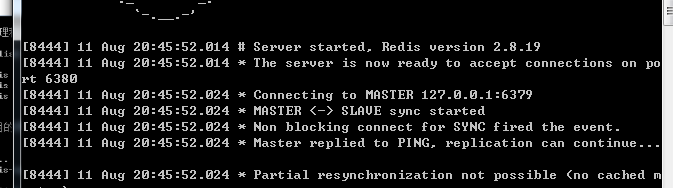 [8444] 11 Aug 20:45:52.014 # Server started, Redis version 2.8.19
[8444] 11 Aug 20:45:52.014 * The server is now ready to accept connections on po
rt 6380
[8444] 11 Aug 20:45:52.024 * Connecting to MASTER 127.0.0.1:6379
[8444] 11 Aug 20:45:52.024 * MASTER <-> SLAVE sync started
[8444] 11 Aug 20:45:52.024 * Non blocking connect for SYNC fired the event.
[8444] 11 Aug 20:45:52.024 * Master replied to PING, replication can continue...
[8444] 11 Aug 20:45:52.024 * Partial resynchronization not possible (no cached m